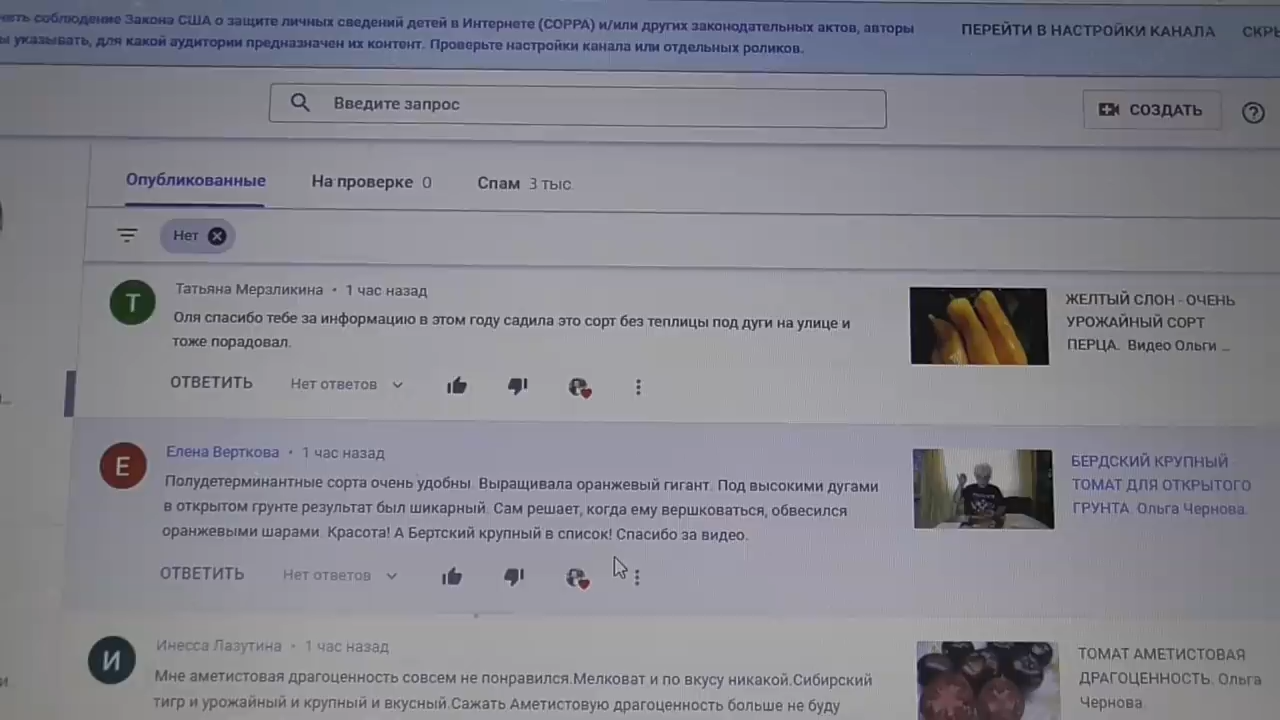 соблюдение Закона США о защите личных сведений детей в Интернете (COPPA) и/или других законодательных актов, авторы
указывать, для какой аудитории предназначен их контент. Проверьте настройки канала или отдельных роликов.
ПЕРЕЙТИ В НАСТРОЙКИ КАНАЛА
Введите запрос
СОЗДАТЬ
Опубликованные
На проверке 0
Спам 3 тыс.
Нет
Т
Татьяна Мерзликина • 1 час назад
Оля спасибо тебе за информацию в этом году садила это сорт без теплицы под дуги на улице и
тоже порадовал.
ОТВЕТИТЬ Нет ответов
ЖЕЛТЫЙ СЛОН - ОЧЕНЬ
УРОЖАЙНЫЙ СОРТ
ПЕРЦА. Видео Ольги ...
Е
Елена Верткова • 1 час назад
Полудетерминантные сорта очень удобны. Выращивала оранжевый гигант. Под высокими дугами
в открытом грунте результат был шикарный. Сам решает, когда ему вершковаться, обвесился
оранжевыми шарами. Красота! А Бертский крупный в список! Спасибо за видео.
ОТВЕТИТЬ Нет ответов
БЕРДСКИЙ КРУПНЫЙ -
ТОМАТ ДЛЯ ОТКРЫТОГО
ГРУНТА. Ольга Чернова.
И
Инесса Лазутина • 1 час назад
Мне аметистовая драгоценность совсем не понравился.Мелковат и по вкусу никакой.Сибирский
тигр и урожайный и крупный и вкусный.Сажать Аметистовую драгоценность больше не буду
ТОМАТ АМЕТИСТОВАЯ
ДРАГОЦЕННОСТЬ. Ольга
Чернова.